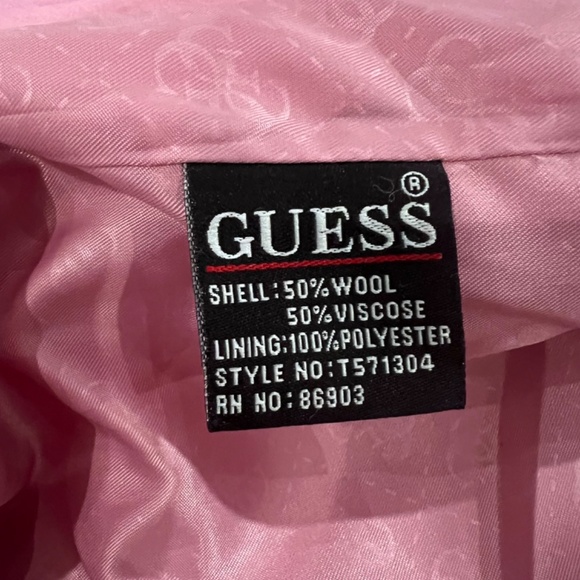 ®
GUESS
SHELL:50%WOOL
50%VISCOSE
LINING:100%POLYESTER
STYLE NO:T571304
RN NO:86903